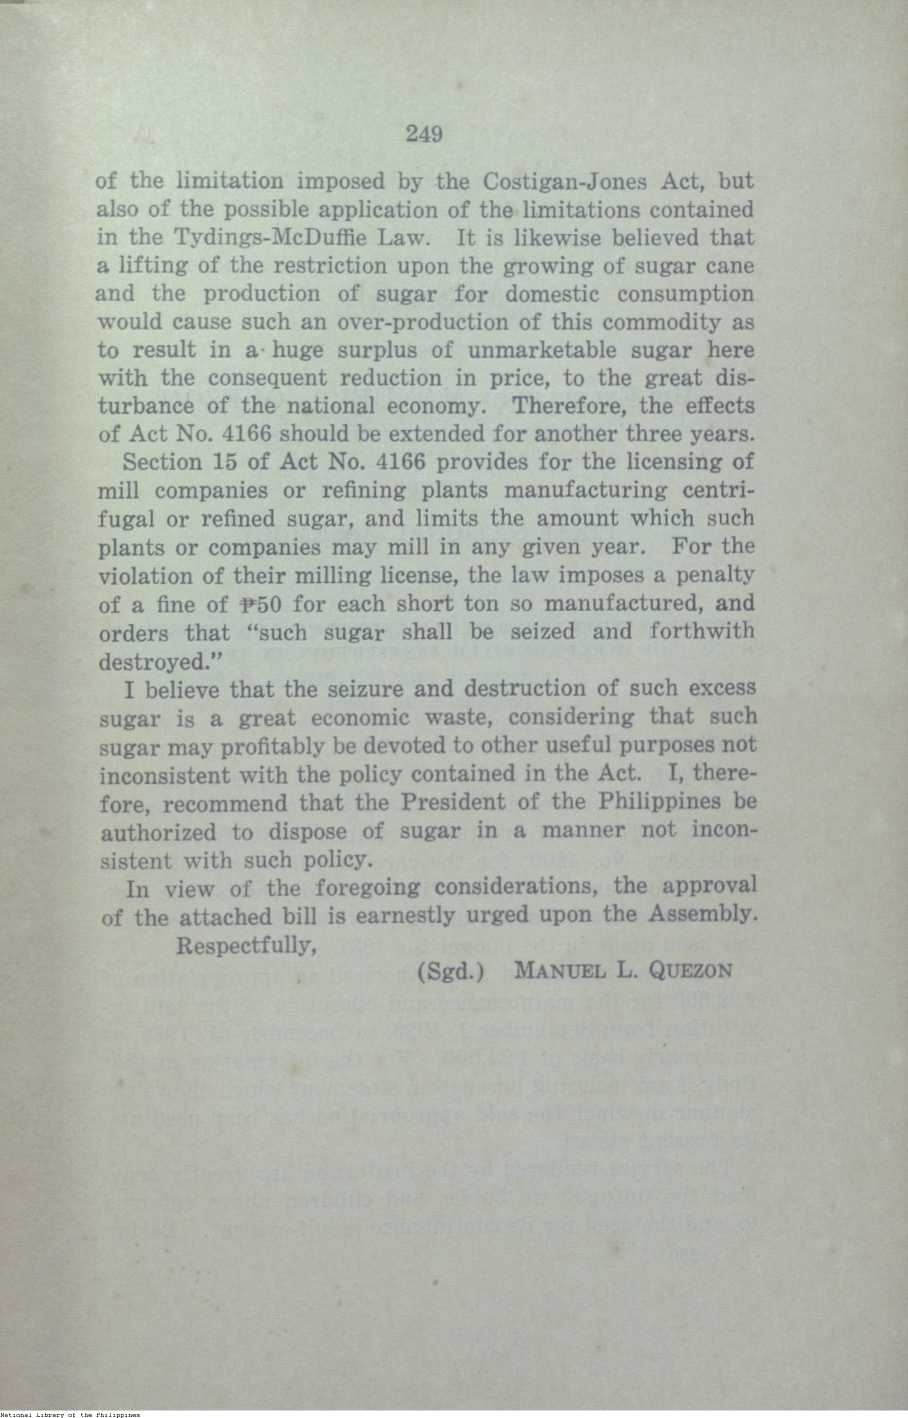 249
of the limitation imposed by the Costigan-Jones Act, but
also of the possible application of the limitations contained
in the Tydings-McDuffie Law. It is likewise believed that
a lifting of the restriction upon the growing of sugar cane
and the production of sugar for domestic consumption
would cause such an over-production of this commodity as
to result in a huge surplus of unmarketable sugar here
with the consequent reduction in price, to the great dis-
turbance of the national economy. Therefore, the effects
of Act No. 4166 should be extended for another three years.
Section 15 of Act No. 4166 provides for the licensing of
mill companies or refining plants manufacturing centri-
fugal or refined sugar, and limits the amount which such
plants or companies may mill in any given year. For the
violation of their milling license, the law imposes a penalty
of a fine of ₱50 for each short ton so manufactured, and
orders that “such sugar shall be seized and forthwith
destroyed.”
I believe that the seizure and destruction of such excess
sugar is a great economic waste, considering that such
sugar may profitably be devoted to other useful purposes not
inconsistent with the policy contained in the Act. I, there-
fore, recommend that the President of the Philippines be
authorized to dispose of sugar in a manner not incon-
sistent with such policy.
In view of the foregoing considerations, the approval
of the attached bill is earnestly urged upon the Assembly.
Respectfully,
(Sgd.) MANUEL L. QUEZON
National Library of the Philippines